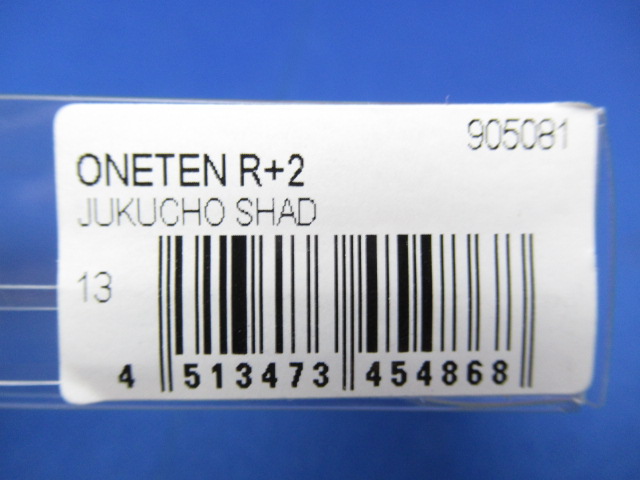 905081
ONETEN R+2
JUKUCHO SHAD
13
4 513473 454868